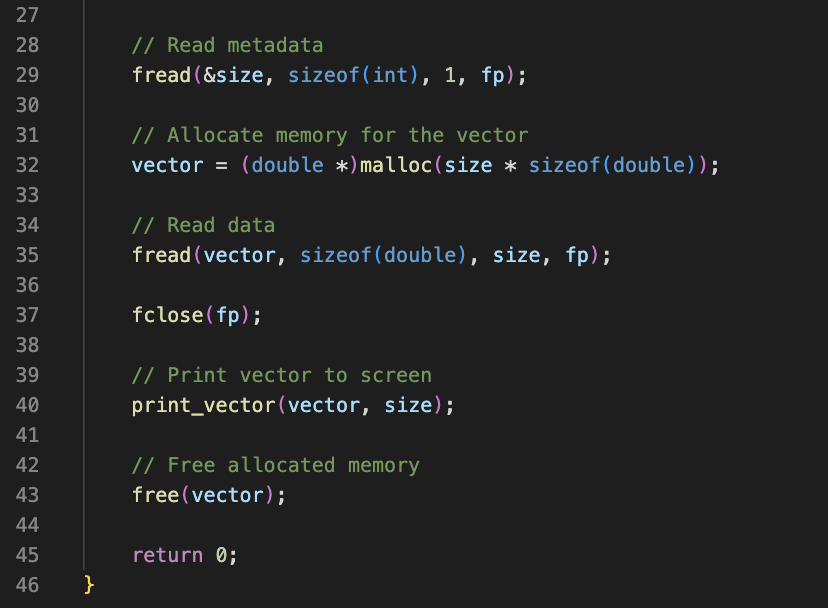 27
28 // Read metadata
29 fread(&size, sizeof(int), 1, fp);
30
31 // Allocate memory for the vector
32 vector = (double *)malloc(size * sizeof(double));
33
34 // Read data
35 fread(vector, sizeof(double), size, fp);
36
37 fclose(fp);
38
39 // Print vector to screen
40 print_vector(vector, size);
41
42 // Free allocated memory
43 free(vector);
44
45 return 0;
46 }